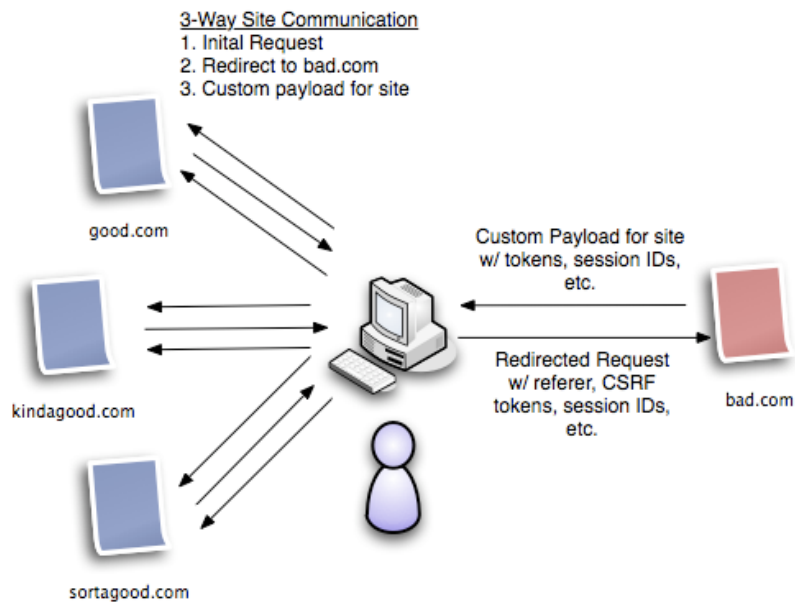 3-Way Site Communication
1. Inital Request
2. Redirect to bad.com
3. Custom payload for site
good.com
Custom Payload for site
w/ tokens, session IDs,
etc.
kindagood.com
Redirected Request
w/ referer, CSRF
tokens, session IDs,
etc.
bad.com
sortagood.com